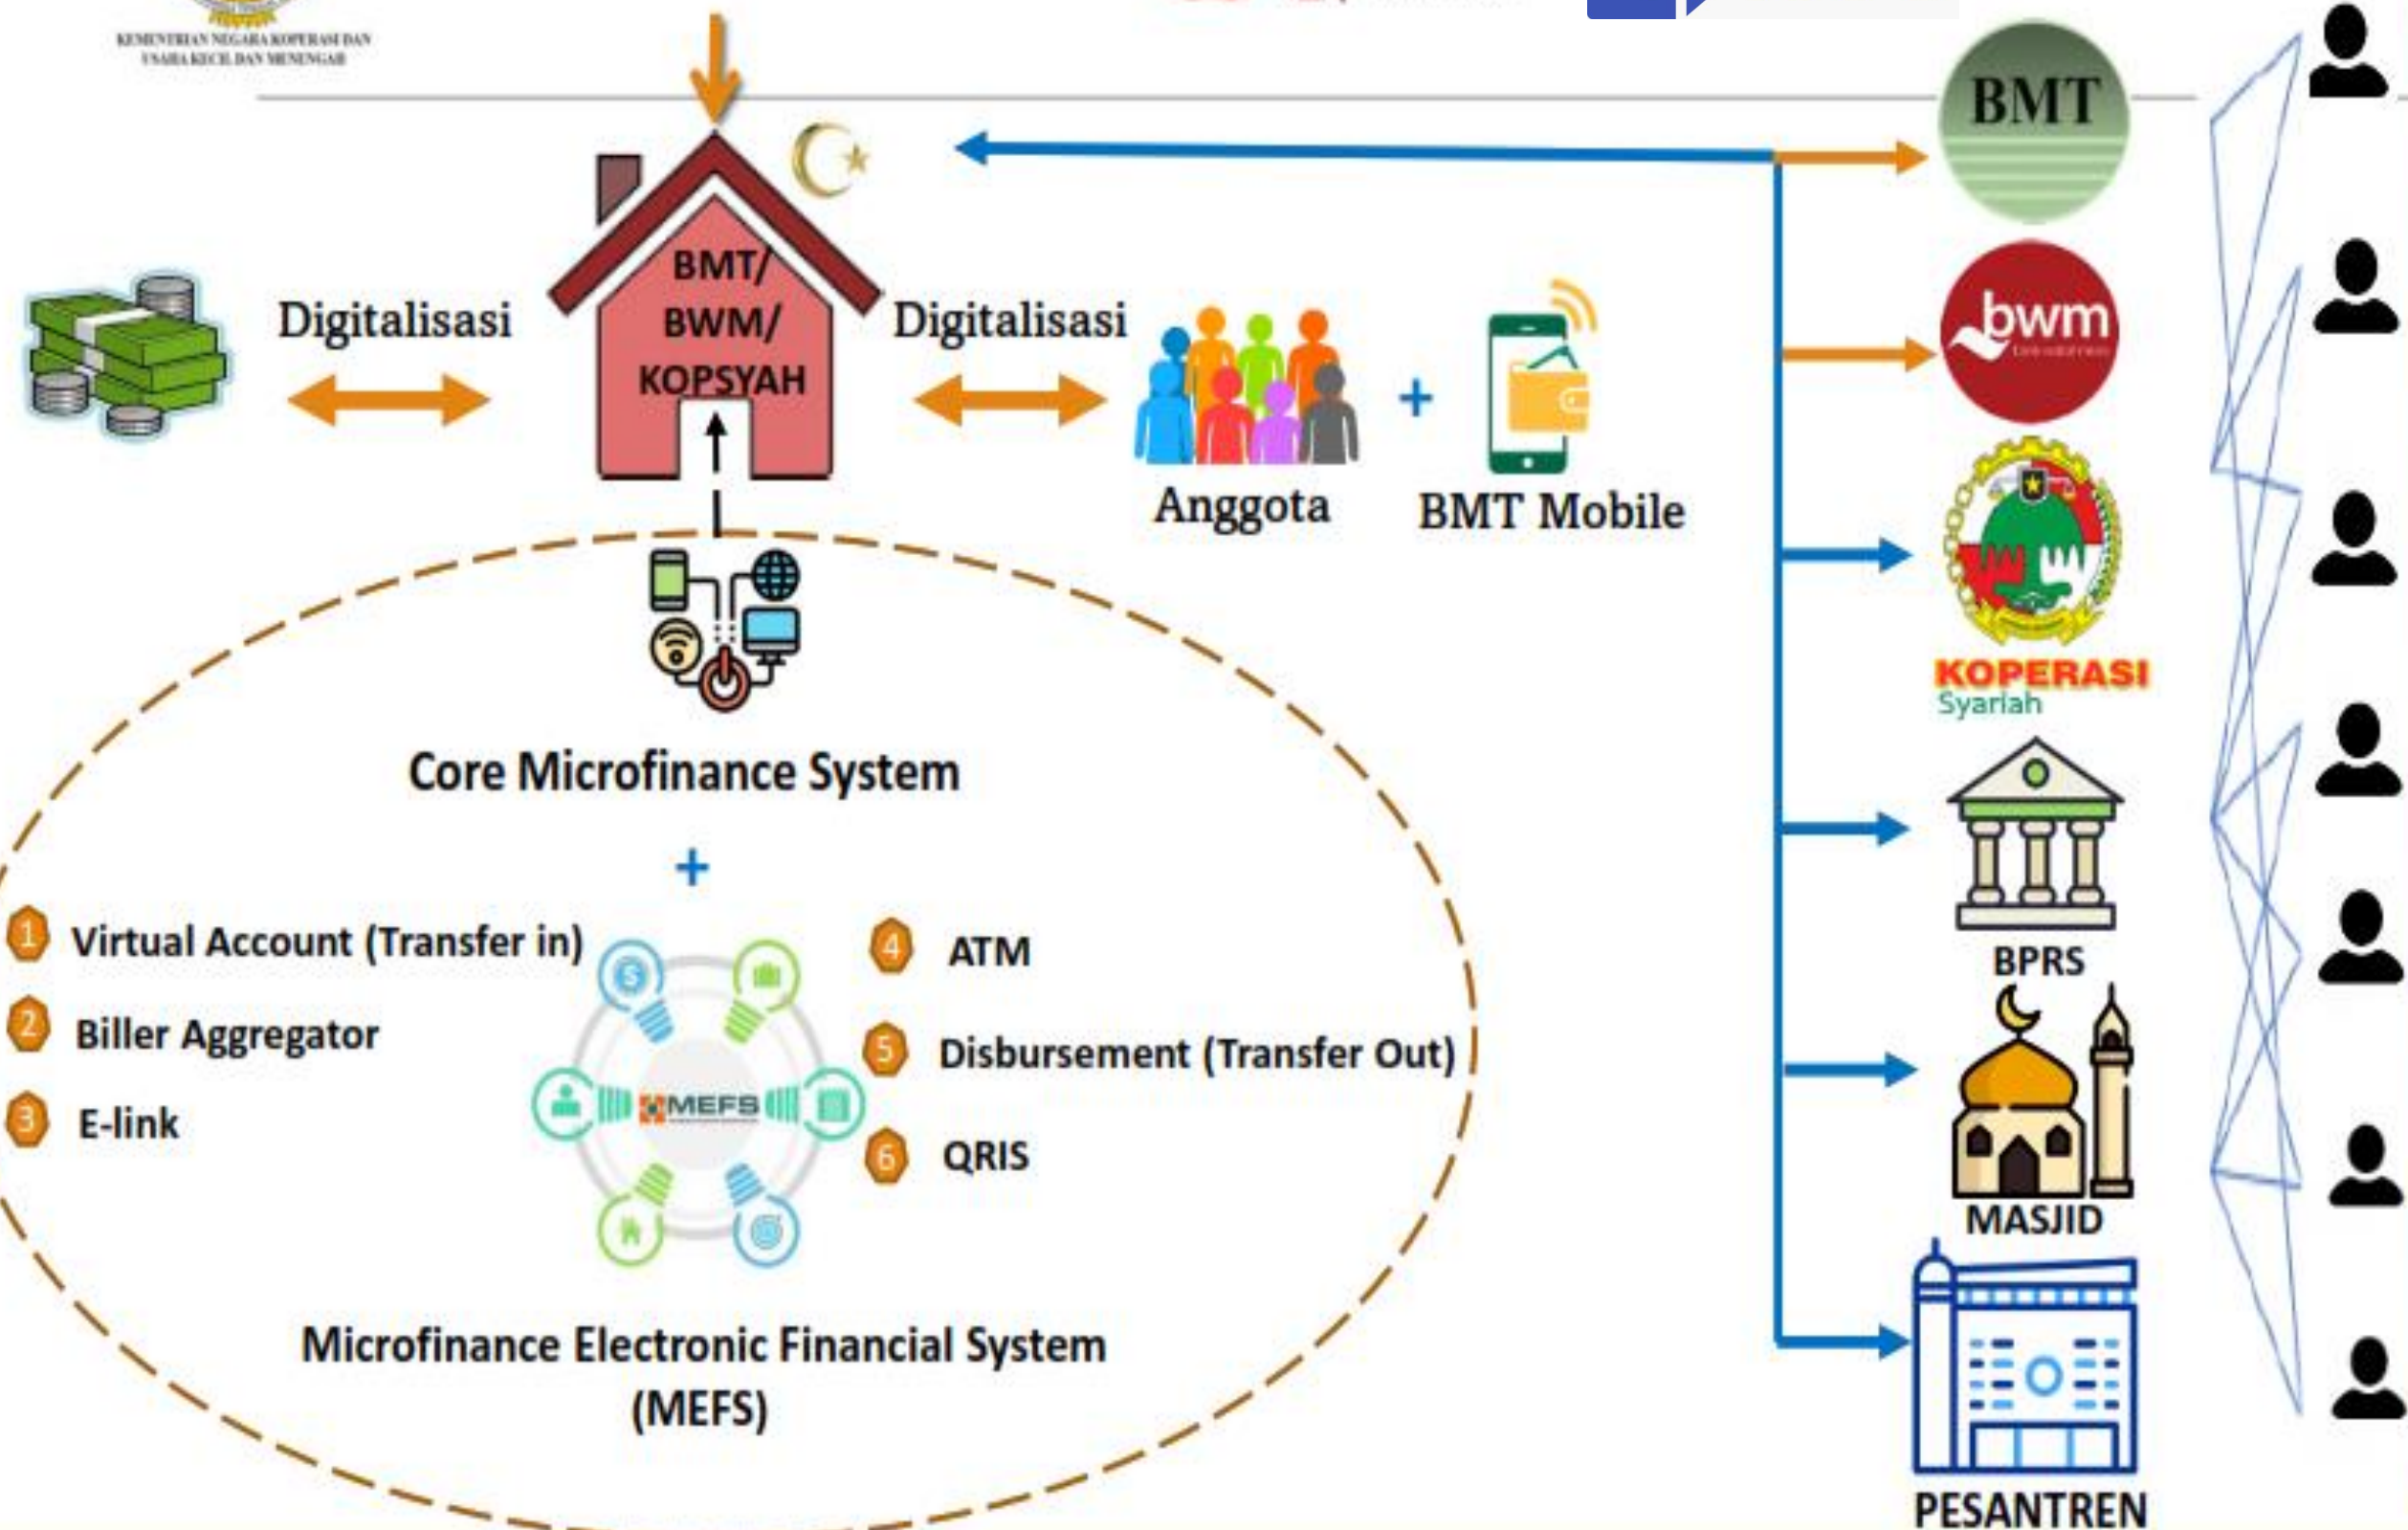 KEMENTRIAN NEGARA KOPERASI DAN
USAHA KECIL DAN MENENGAH
BMT
BMT/
BWM/
KOPSYAH
Digitalisasi
Digitalisasi
bwm
Anggota
+
BMT Mobile
KOPERASI
Syariah
Core Microfinance System
+
1 Virtual Account (Transfer in)
2 Biller Aggregator
3 E-link
4 ATM
5 Disbursement (Transfer Out)
6 QRIS
MEFS
Microfinance Electronic Financial System
(MEFS)
BPRS
MASJID
PESANTREN